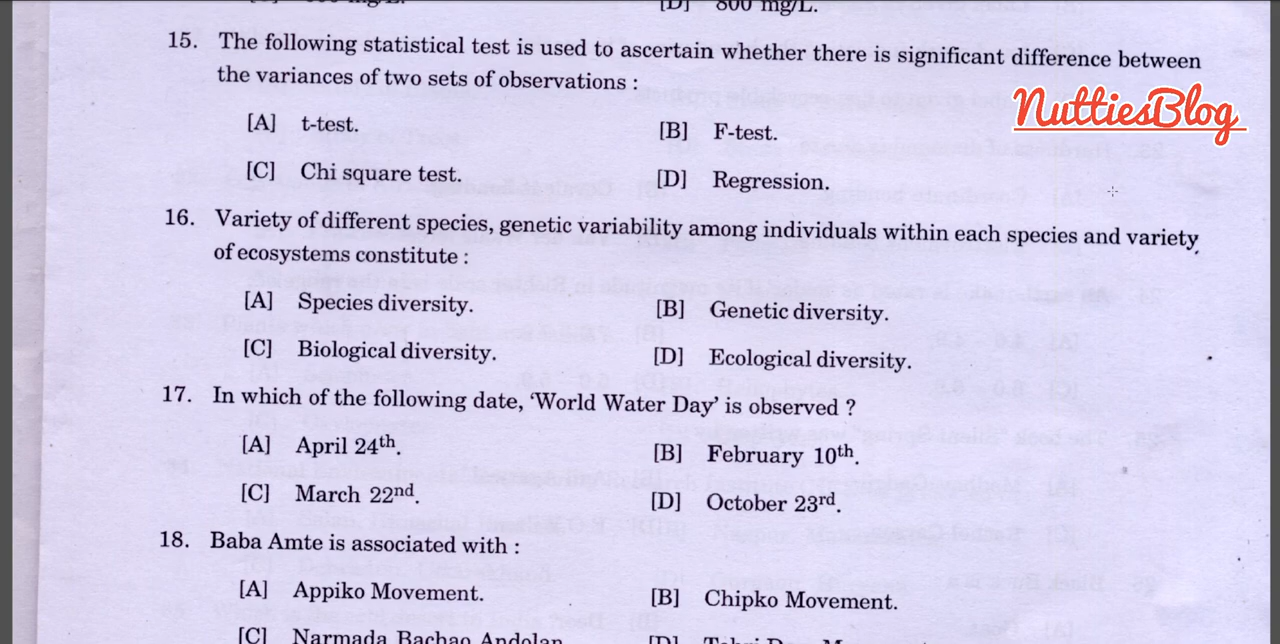 [D] 800 mg/L.
15. The following statistical test is used to ascertain whether there is significant difference between
the variances of two sets of observations :
NuttiesBlog
[A] t-test. [B] F-test.
[C] Chi square test. [D] Regression.
16. Variety of different species, genetic variability among individuals within each species and variety
of ecosystems constitute :
[A] Species diversity. [B] Genetic diversity.
[C] Biological diversity. [D] Ecological diversity.
17. In which of the following date, ‘World Water Day’ is observed ?
[A] April 24th. [B] February 10th.
[C] March 22nd. [D] October 23rd.
18. Baba Amte is associated with :
[A] Appiko Movement. [B] Chipko Movement.
[C] Narmada Bachao Andolan [D]